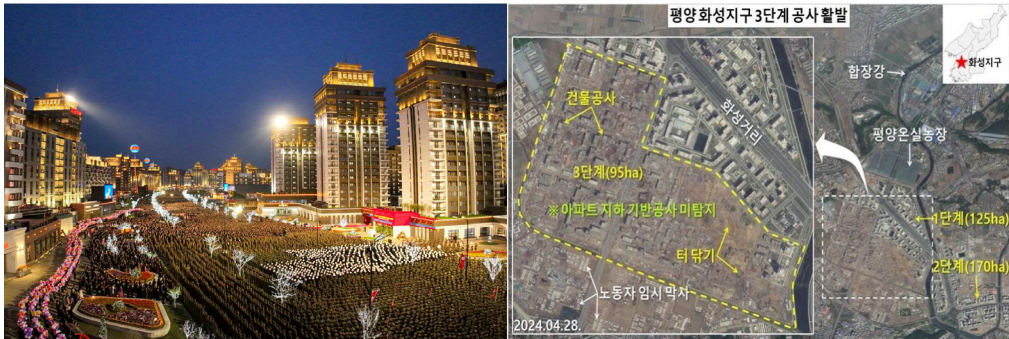 평양 화성지구 3단계 공사 활발
화성지구
합장강
건물공사
화성거리
평양온실농장
3단계(95ha)
※ 아파트 지하 기반공사 미탐지
1단계(125ha)
터 닦기
2단계(170ha)
노동자 임시 막사
2024.04.28.